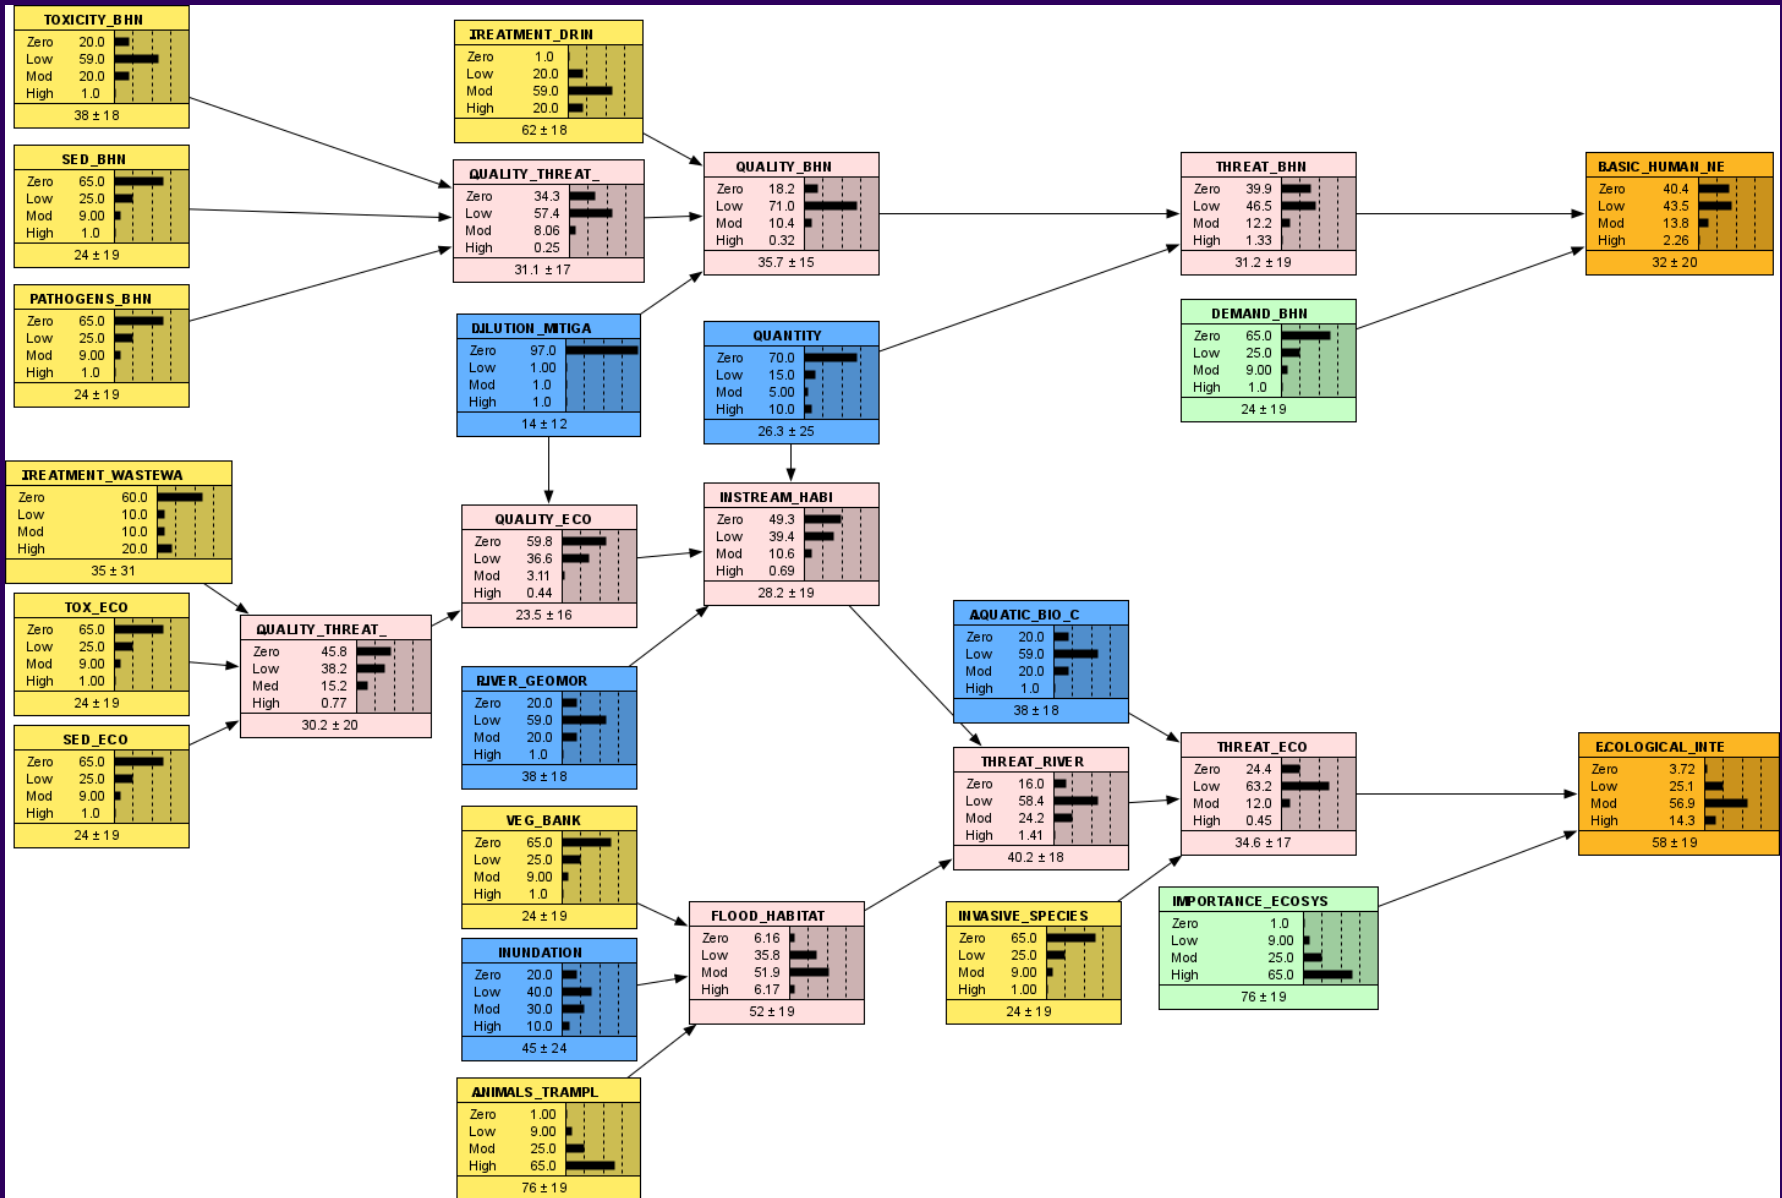 TOXICITY_BHN
Zero 20.0
Low 59.0
Mod 20.0
High 1.0
38 ± 18
SED_BHN
Zero 65.0
Low 25.0
Mod 9.00
High 1.0
24 ± 19
PATHOGENS_BHN
Zero 65.0
Low 25.0
Mod 9.00
High 1.0
24 ± 19
TREATMENT_DRIN
Zero 1.0
Low 20.0
Mod 59.0
High 20.0
62 ± 18
QUALITY_THREAT_
Zero 34.3
Low 57.4
Mod 8.06
High 0.25
31.1 ± 17
DILUTION_MITIGA
Zero 97.0
Low 1.00
Mod 1.0
High 1.0
14 ± 12
QUALITY_BHN
Zero 18.2
Low 71.0
Mod 10.4
High 0.32
35.7 ± 15
QUANTITY
Zero 70.0
Low 15.0
Mod 5.00
High 10.0
26.3 ± 25
THREAT_BHN
Zero 39.9
Low 46.5
Mod 12.2
High 1.33
31.2 ± 19
DEMAND_BHN
Zero 65.0
Low 25.0
Mod 9.00
High 1.0
24 ± 19
BASIC_HUMAN_NE
Zero 40.4
Low 43.5
Mod 13.8
High 2.26
32 ± 20
TREATMENT_WASTEWA
Zero 60.0
Low 10.0
Mod 10.0
High 20.0
35 ± 31
TOX_ECO
Zero 65.0
Low 25.0
Mod 9.00
High 1.00
24 ± 19
SED_ECO
Zero 65.0
Low 25.0
Mod 9.00
High 1.0
24 ± 19
QUALITY_THREAT_
Zero 45.8
Low 38.2
Med 15.2
High 0.77
30.2 ± 20
QUALITY_ECO
Zero 59.8
Low 36.6
Mod 3.11
High 0.44
23.5 ± 16
RIVER_GEOMOR
Zero 20.0
Low 59.0
Mod 20.0
High 1.0
38 ± 18
INSTREAM_HABI
Zero 49.3
Low 39.4
Mod 10.6
High 0.69
28.2 ± 19
VEG_BANK
Zero 65.0
Low 25.0
Mod 9.00
High 1.0
24 ± 19
INUNDATION
Zero 20.0
Low 40.0
Mod 30.0
High 10.0
45 ± 24
ANIMALS_TRAMPL
Zero 1.00
Low 9.00
Mod 25.0
High 65.0
76 ± 19
FLOOD_HABITAT
Zero 6.16
Low 35.8
Mod 51.9
High 6.17
52 ± 19
AQUATIC_BIO_C
Zero 20.0
Low 59.0
Mod 20.0
High 1.0
38 ± 18
THREAT_RIVER
Zero 16.0
Low 58.4
Mod 24.2
High 1.41
40.2 ± 18
INVASIVE_SPECIES
Zero 65.0
Low 25.0
Mod 9.00
High 1.00
24 ± 19
THREAT_ECO
Zero 24.4
Low 63.2
Mod 12.0
High 0.45
34.6 ± 17
IMPORTANCE_ECOSYS
Zero 1.0
Low 9.00
Mod 25.0
High 65.0
76 ± 19
ECOLOGICAL_INTE
Zero 3.72
Low 25.1
Mod 56.9
High 14.3
58 ± 19